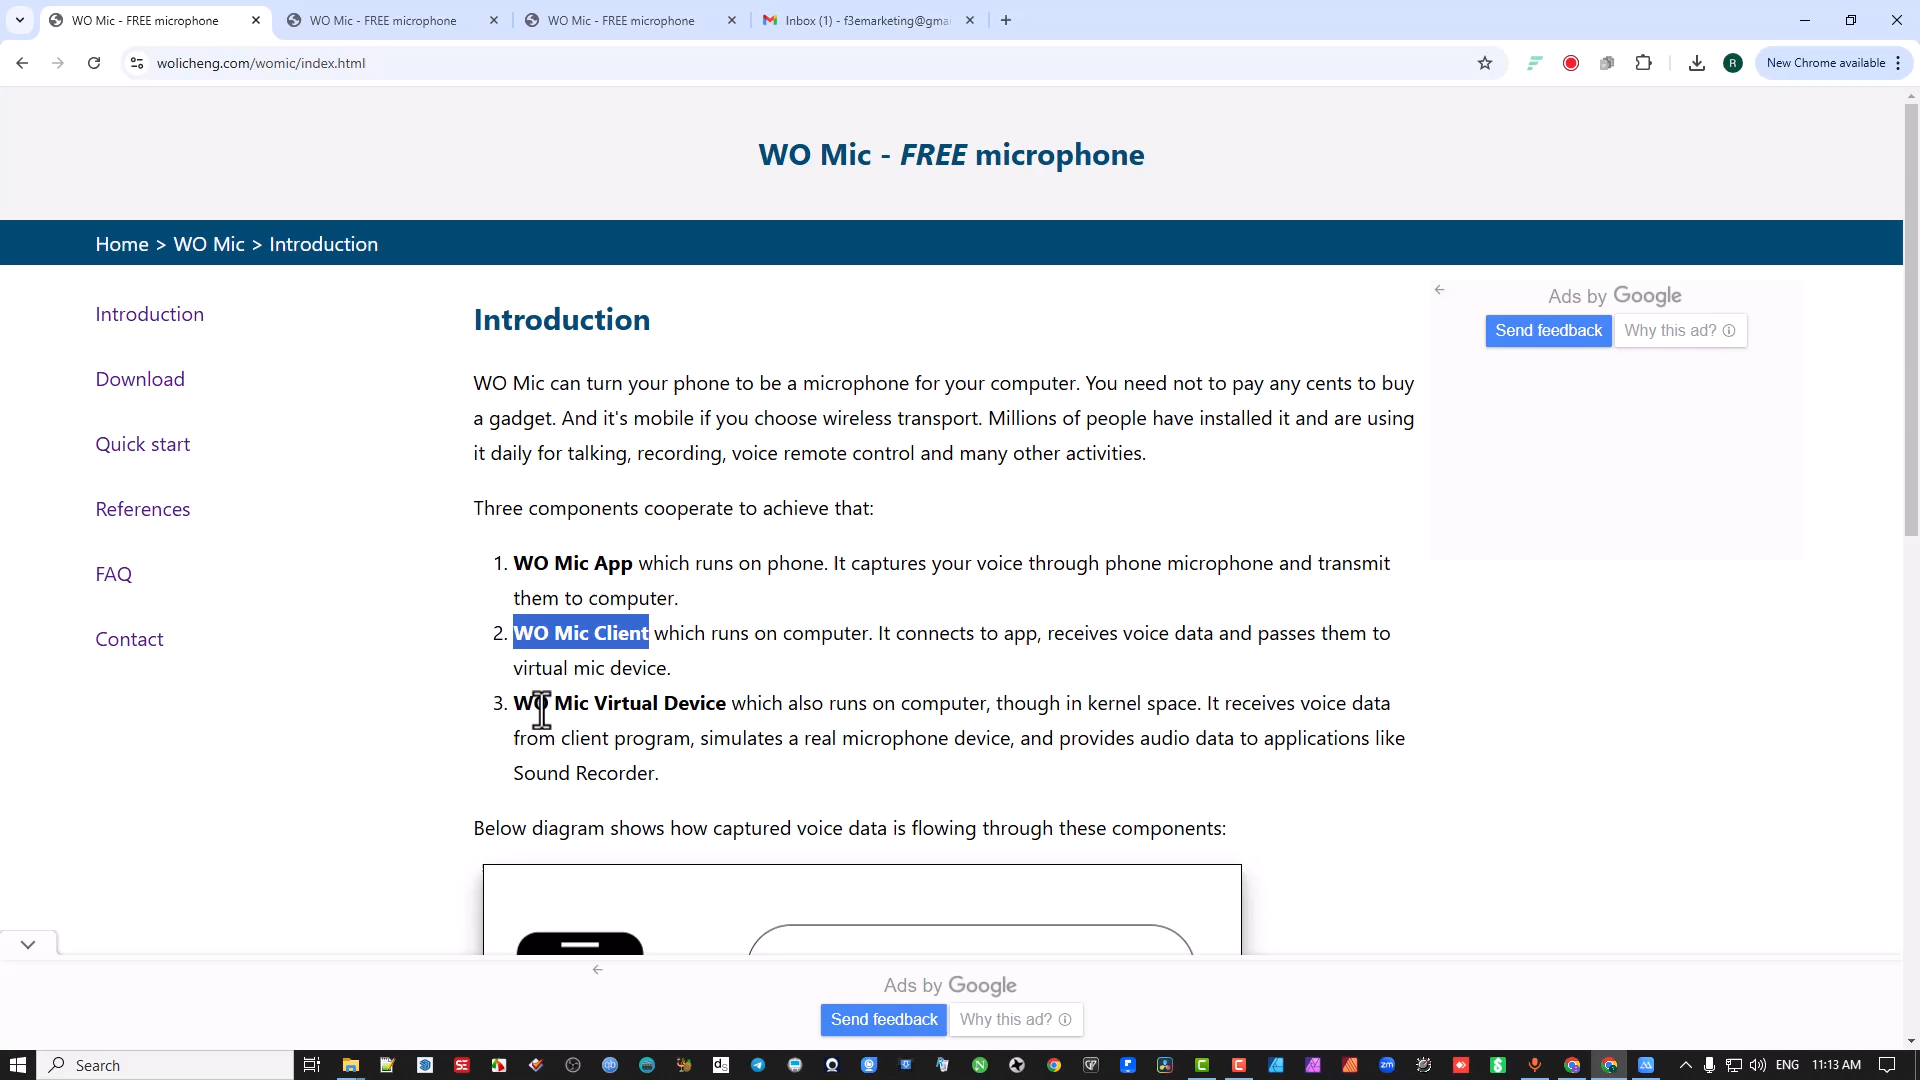 WO Mic - FREE microphone
WO Mic - FREE microphone
WO Mic - FREE microphone
Inbox (1) - f3emarketing@gma
wolicheng.com/womic/index.html
R
New Chrome available
WO Mic - FREE microphone
Home > WO Mic > Introduction
Introduction
Download
Quick start
References
FAQ
Contact
Introduction
WO Mic can turn your phone to be a microphone for your computer. You need not to pay any cents to buy
a gadget. And it's mobile if you choose wireless transport. Millions of people have installed it and are using
it daily for talking, recording, voice remote control and many other activities.
Three components cooperate to achieve that:
1. WO Mic App which runs on phone. It captures your voice through phone microphone and transmit
them to computer.
2. WO Mic Client which runs on computer. It connects to app, receives voice data and passes them to
virtual mic device.
3. WO Mic Virtual Device which also runs on computer, though in kernel space. It receives voice data
from client program, simulates a real microphone device, and provides audio data to applications like
Sound Recorder.
Below diagram shows how captured voice data is flowing through these components:
Ads by Google
Send feedback
Why this ad?
Ads by Google
Send feedback
Why this ad?
Search
ENG
11:13 AM